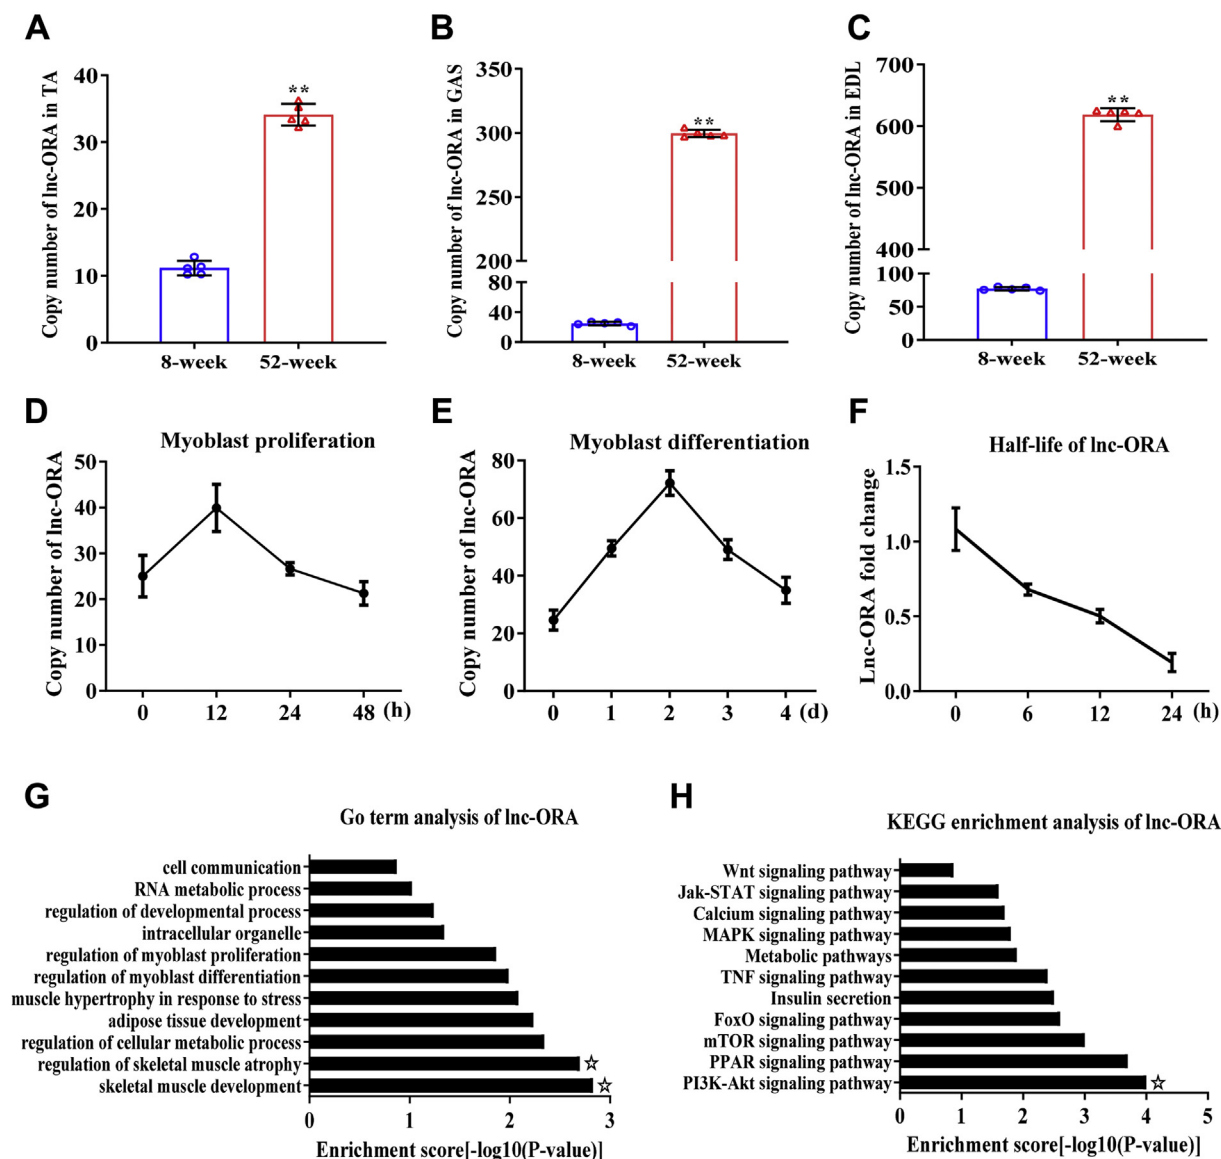 A
Copy number of lnc-ORA in TA
40
30
20
10
0
**
8-week
52-week
B
Copy number of lnc-ORA in GAS
350
300
250
200
80
40
0
**
8-week
52-week
C
Copy number of lnc-ORA in EDL
700
600
500
400
100
50
0
**
8-week
52-week
D
Myoblast proliferation
Copy number of lnc-ORA
50
40
30
20
10
0
0 12 24 48 (h)
E
Myoblast differentiation
Copy number of lnc-ORA
80
60
40
20
0
0 1 2 3 4 (d)
F
Half-life of lnc-ORA
Lnc-ORA fold change
1.5
1.0
0.5
0.0
0 6 12 24 (h)
G
Go term analysis of lnc-ORA
cell communication
RNA metabolic process
regulation of developmental process
intracellular organelle
regulation of myoblast proliferation
regulation of myoblast differentiation
muscle hypertrophy in response to stress
adipose tissue development
regulation of cellular metabolic process
regulation of skeletal muscle atrophy ☆
skeletal muscle development ☆
0 1 2 3
Enrichment score[-log10(P-value)]
H
KEGG enrichment analysis of lnc-ORA
Wnt signaling pathway
Jak-STAT signaling pathway
Calcium signaling pathway
MAPK signaling pathway
Metabolic pathways
TNF signaling pathway
Insulin secretion
FoxO signaling pathway
mTOR signaling pathway
PPAR signaling pathway
PI3K-Akt signaling pathway ☆
0 1 2 3 4 5
Enrichment score[-log10(P-value)]